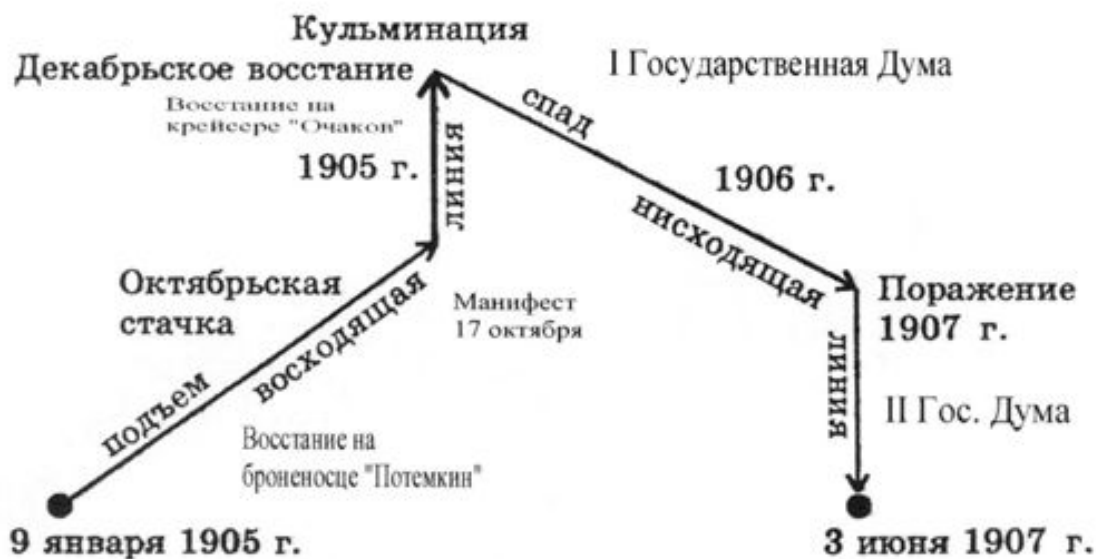 Кульминация
Декабрьское восстание
I Государственная Дума
Восстание на
крейсере "Очаков"
спад
1905 г.
линия
1906 г.
нисходящая
Октябрьская
стачка
восходящая
Манифест
17 октября
Поражение
1907 г.
линия
подъем
II Гос. Дума
Восстание на
броненосце "Потемкин"
9 января 1905 г.
3 июня 1907 г.